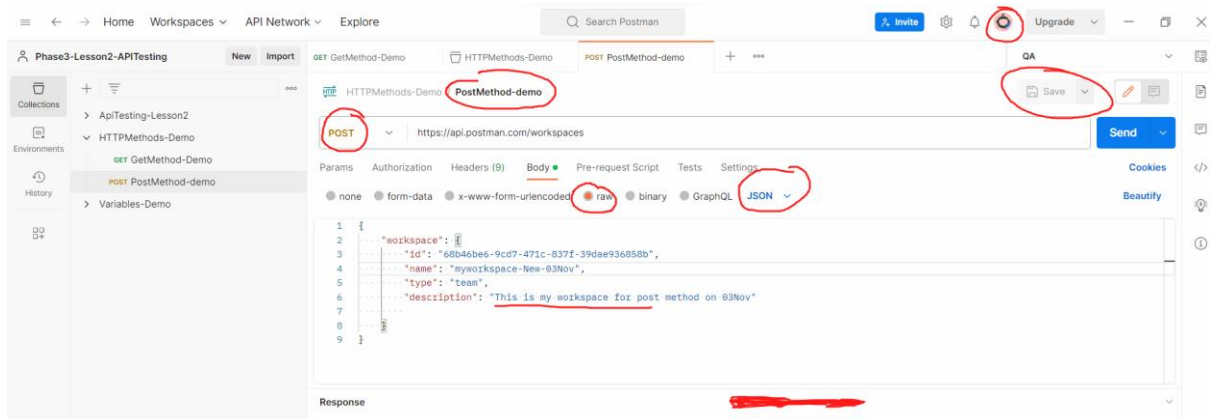 Home Workspaces API Network Explore Search Postman Invite Upgrade
Phase3-Lesson2-APITesting New Import GET GetMethod-Demo HTTPMethods-Demo POST PostMethod-demo QA
Collections
Environments
History
ApiTesting-Lesson2
HTTPMethods-Demo
GET GetMethod-Demo
POST PostMethod-demo
Variables-Demo
HTTP HTTPMethods-Demo PostMethod-demo Save
POST https://api.postman.com/workspaces Send
Params Authorization Headers (9) Body Pre-request Script Tests Settings Cookies
none form-data x-www-form-urlencoded raw binary GraphQL JSON Beautify
1 {
2 "workspace": {
3 "id": "68b46be6-9cd7-471c-837f-39dae936858b",
4 "name": "myworkspace-New-03Nov",
5 "type": "team",
6 "description": "This is my workspace for post method on 03Nov"
7
8 }
9 }
Response